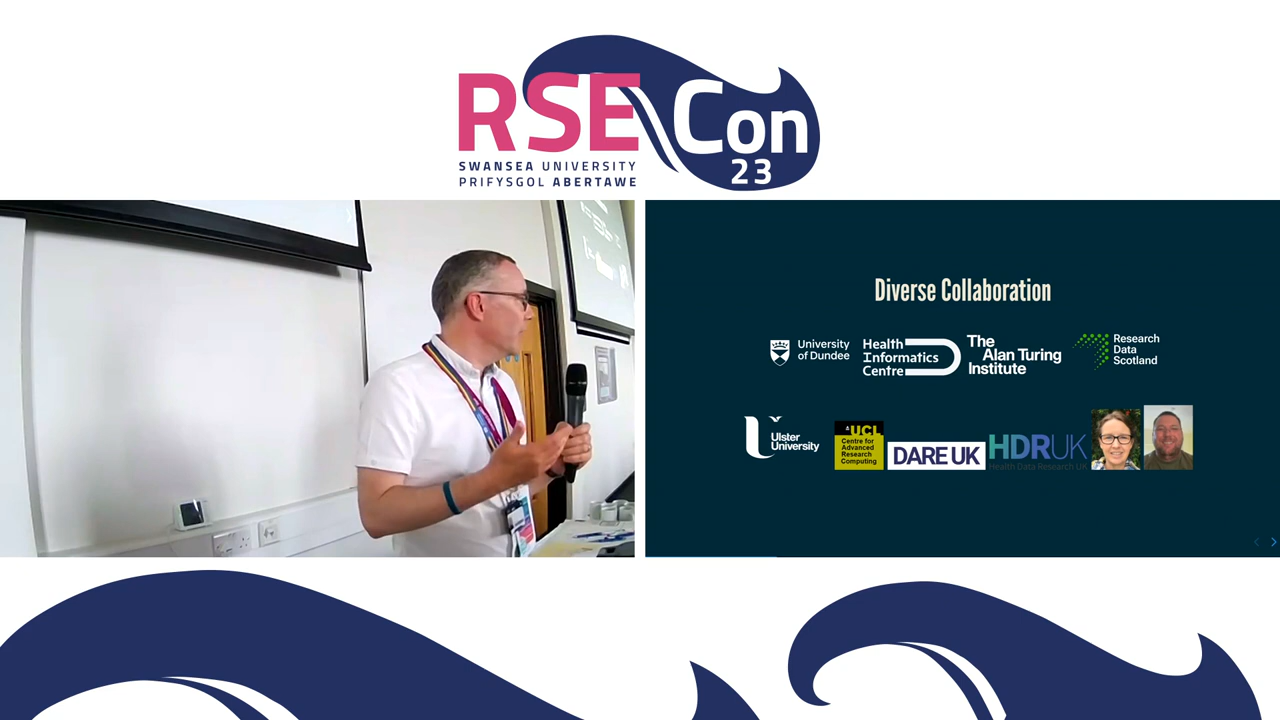 RSE Con
23
SWANSEA UNIVERSITY
PRIFYSGOL ABERTAWE
Diverse Collaboration
University
of Dundee
Health
Informatics
Centre
The
Alan Turing
Institute
Research
Data
Scotland
Ulster
University
UCL
Centre for
Advanced
Research
Computing
DARE UK
HDRUK
Health Data Research UK